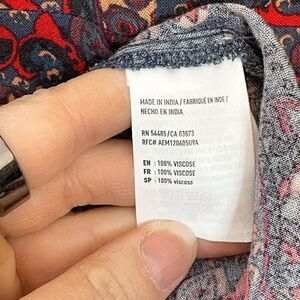 MADE IN INDIA / FABRIQUÉ EN INDE /
HECHO EN INDIA
RN 54485/CA 03873
RFC# AEM1206050J9A
EN : 100% VISCOSE
FR : 100% VISCOSE
SP : 100% viscosa